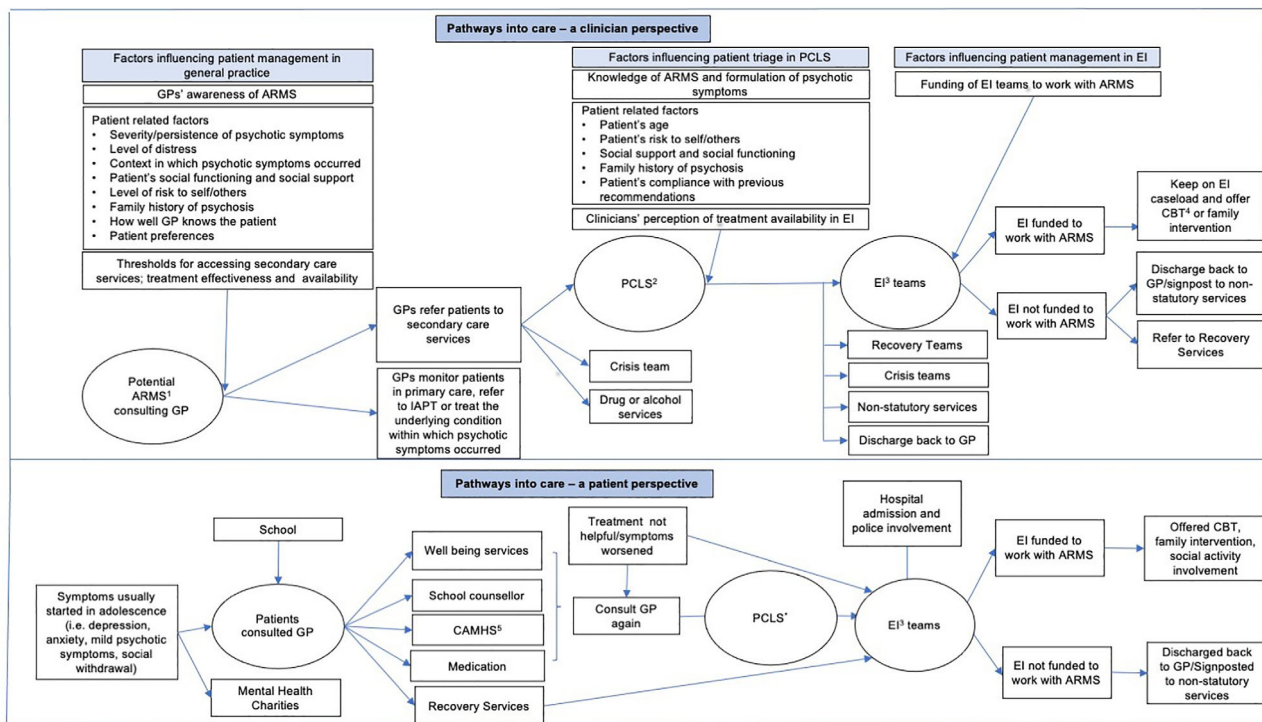 Pathways into care – a clinician perspective
Factors influencing patient management in
general practice
GPs' awareness of ARMS
Patient related factors
• Severity/persistence of psychotic symptoms
• Level of distress
• Context in which psychotic symptoms occurred
• Patient's social functioning and social support
• Level of risk to self/others
• Family history of psychosis
• How well GP knows the patient
• Patient preferences
Thresholds for accessing secondary care
services; treatment effectiveness and availability
Factors influencing patient triage in PCLS
Knowledge of ARMS and formulation of psychotic
symptoms
Patient related factors
• Patient's age
• Patient's risk to self/others
• Social support and social functioning
• Family history of psychosis
• Patient's compliance with previous
recommendations
Clinicians' perception of treatment availability in EI
Factors influencing patient management in EI
Funding of EI teams to work with ARMS
Potential
ARMS¹
consulting GP
GPs refer patients to
secondary care
services
GPs monitor patients
in primary care, refer
to IAPT or treat the
underlying condition
within which psychotic
symptoms occurred
PCLS²
Crisis team
Drug or alcohol
services
EI³ teams
Recovery Teams
Crisis teams
Non-statutory services
Discharge back to GP
EI funded to
work with ARMS
EI not funded to
work with ARMS
Keep on EI
caseload and offer
CBT⁴ or family
intervention
Discharge back to
GP/signpost to non-
statutory services
Refer to Recovery
Services
Pathways into care – a patient perspective
Symptoms usually
started in adolescence
(i.e. depression,
anxiety, mild psychotic
symptoms, social
withdrawal)
School
Patients
consulted GP
Mental Health
Charities
Well being services
School counsellor
CAMHS⁵
Medication
Recovery Services
Treatment not
helpful/symptoms
worsened
Consult GP
again
PCLS*
Hospital
admission and
police involvement
EI³ teams
EI funded to
work with ARMS
EI not funded to
work with ARMS
Offered CBT,
family intervention,
social activity
involvement
Discharged back
to GP/Signposted
to non-statutory
services